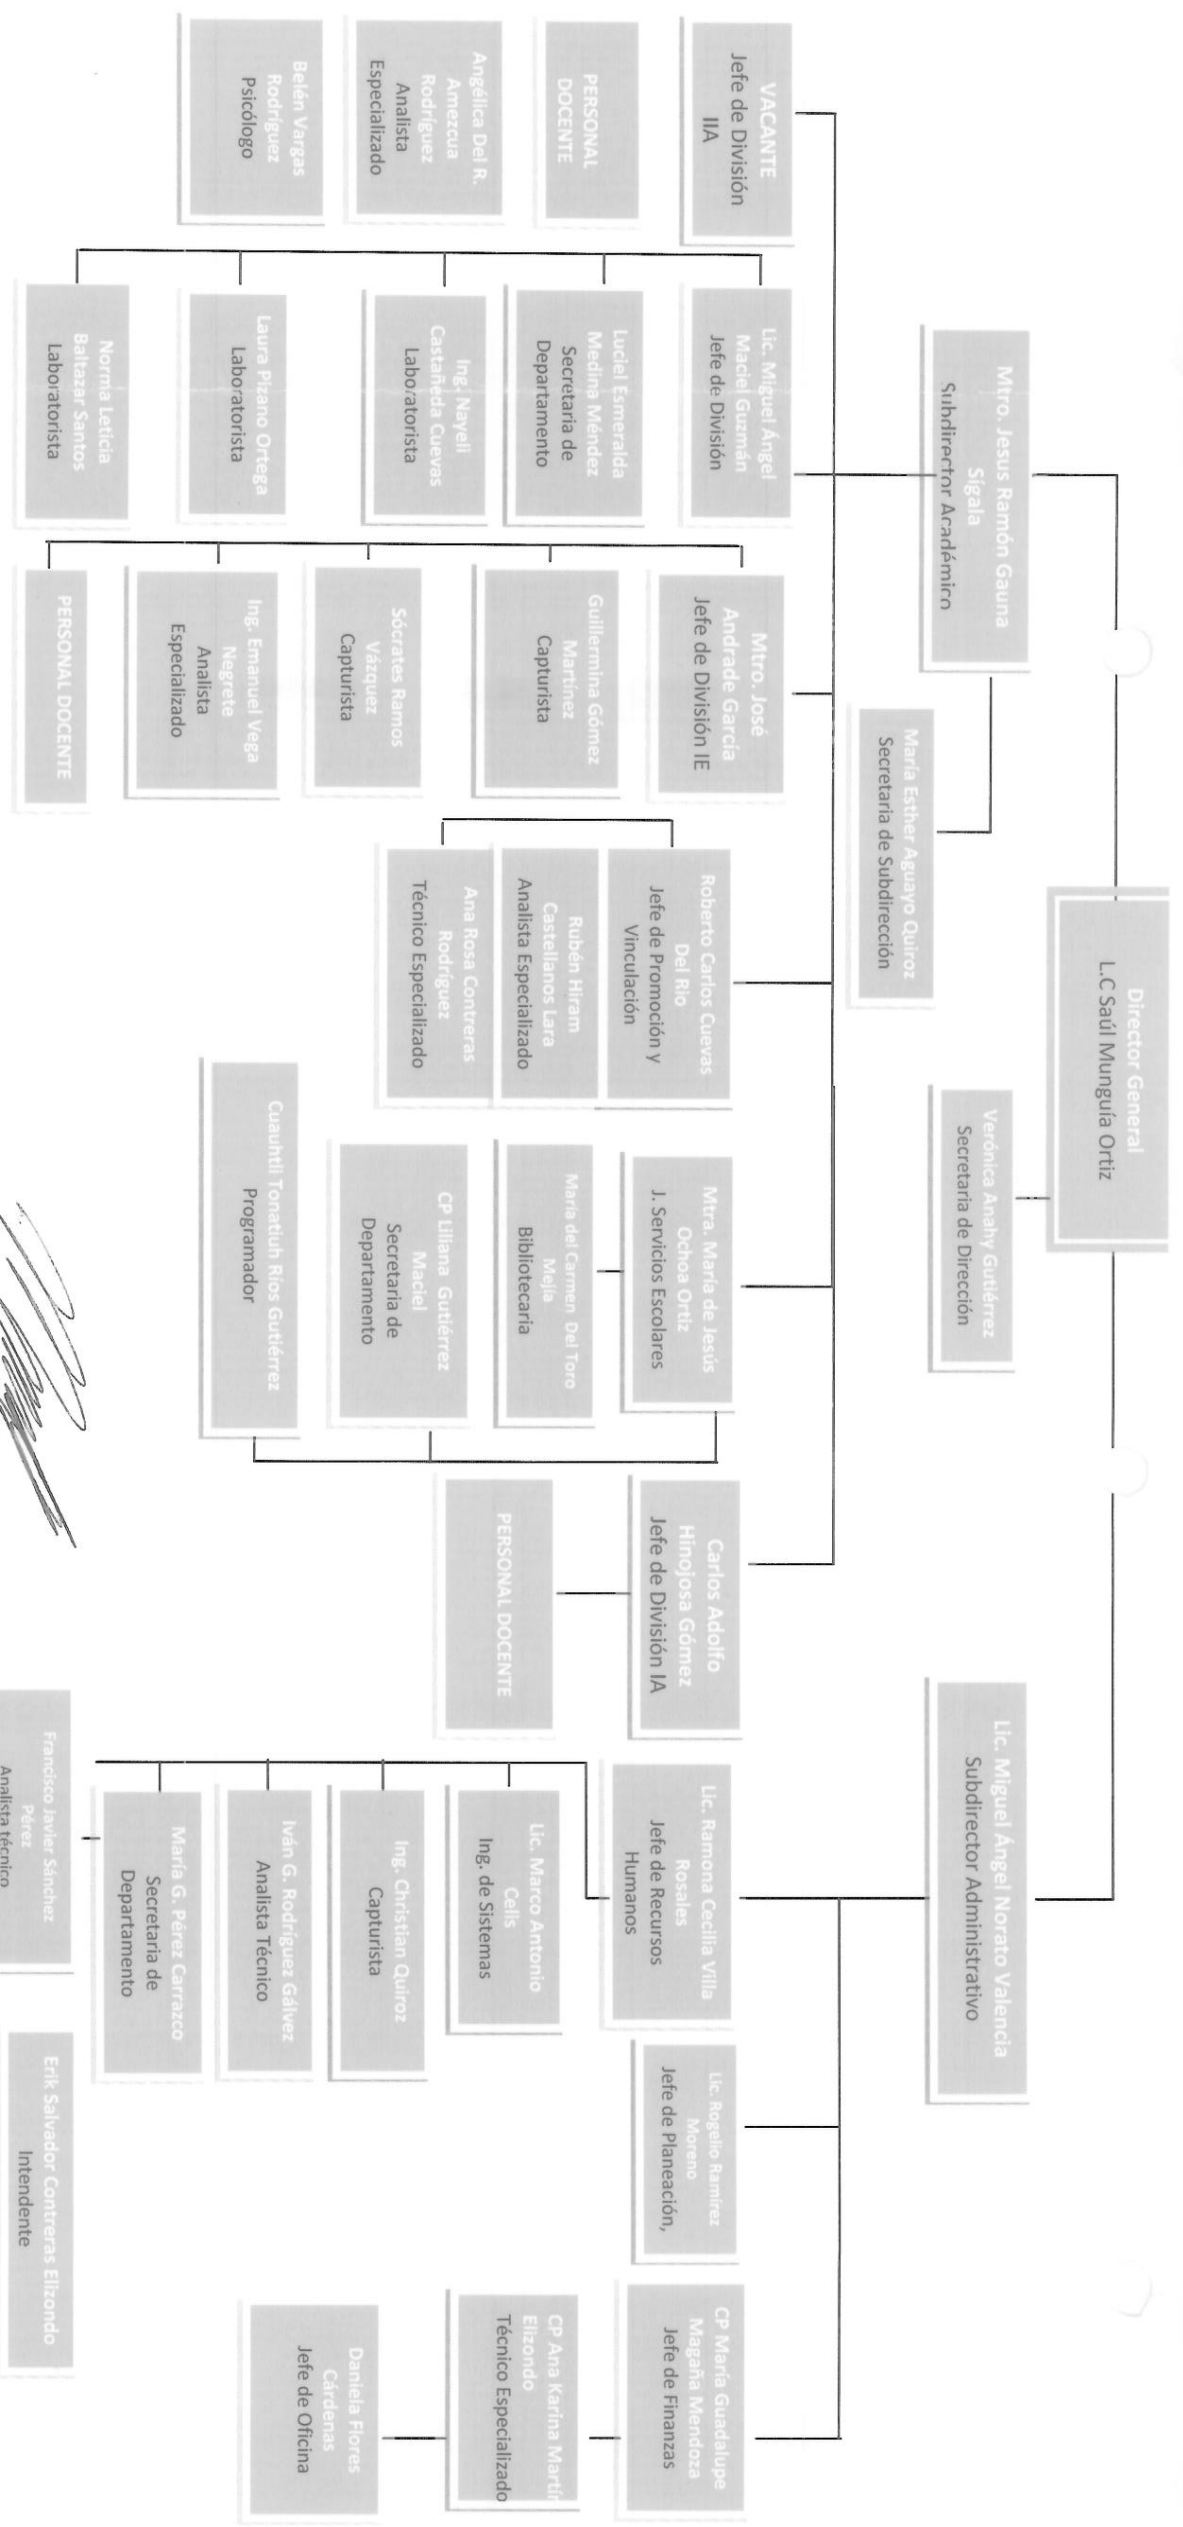 Director General
L.C Saúl Munguía Ortiz
Verónica Anahy Gutiérrez
Secretaria de Dirección
Mtro. Jesus Ramón Gauna
Sígala
Subdirector Académico
María Esther Aguayo Quiroz
Secretaria de Subdirección
Lic. Miguel Ángel Norato Valencia
Subdirector Administrativo
VACANTE
Jefe de División
IIA
PERSONAL
DOCENTE
Angélica Del R.
Amezcua
Rodríguez
Analista
Especializado
Belén Vargas
Rodríguez
Psicólogo
Lic. Miguel Ángel
Maciel Guzmán
Jefe de División
Luciel Esmeralda
Medina Méndez
Secretaria de
Departamento
Ing. Nayeli
Castañeda Cuevas
Laboratorista
Laura Pizano Ortega
Laboratorista
Norma Leticia
Baltazar Santos
Laboratorista
Mtro. José
Andrade García
Jefe de División IE
Guillermina Gómez
Martínez
Capturista
Sócrates Ramos
Vázquez
Capturista
Ing. Emanuel Vega
Negrete
Analista
Especializado
PERSONAL DOCENTE
Roberto Carlos Cuevas
Del Rio
Jefe de Promoción y
Vinculación
Rubén Hiram
Castellanos Lara
Analista Especializado
Ana Rosa Contreras
Rodríguez
Técnico Especializado
Mtra. María de Jesús
Ochoa Ortiz
J. Servicios Escolares
María del Carmen Del Toro
Mejía
Bibliotecaria
CP Liliana Gutiérrez
Maciel
Secretaria de
Departamento
Cuauhtli Tonatiuh Ríos Gutiérrez
Programador
Carlos Adolfo
Hinojosa Gómez
Jefe de División IA
PERSONAL DOCENTE
Lic. Ramona Cecilia Villa
Rosales
Jefe de Recursos
Humanos
Lic. Marco Antonio
Celis
Ing. de Sistemas
Ing. Christian Quiroz
Capturista
Iván G. Rodríguez Gálvez
Analista Técnico
María G. Pérez Carrazco
Secretaria de
Departamento
Francisco Javier Sánchez
Pérez
Analista técnico
Erik Salvador Contreras Elizondo
Intendente
Lic. Rogelio Ramírez
Moreno
Jefe de Planeación,
CP María Guadalupe
Magaña Mendoza
Jefe de Finanzas
CP Ana Karina Martín
Elizondo
Técnico Especializado
Daniela Flores
Cárdenas
Jefe de Oficina